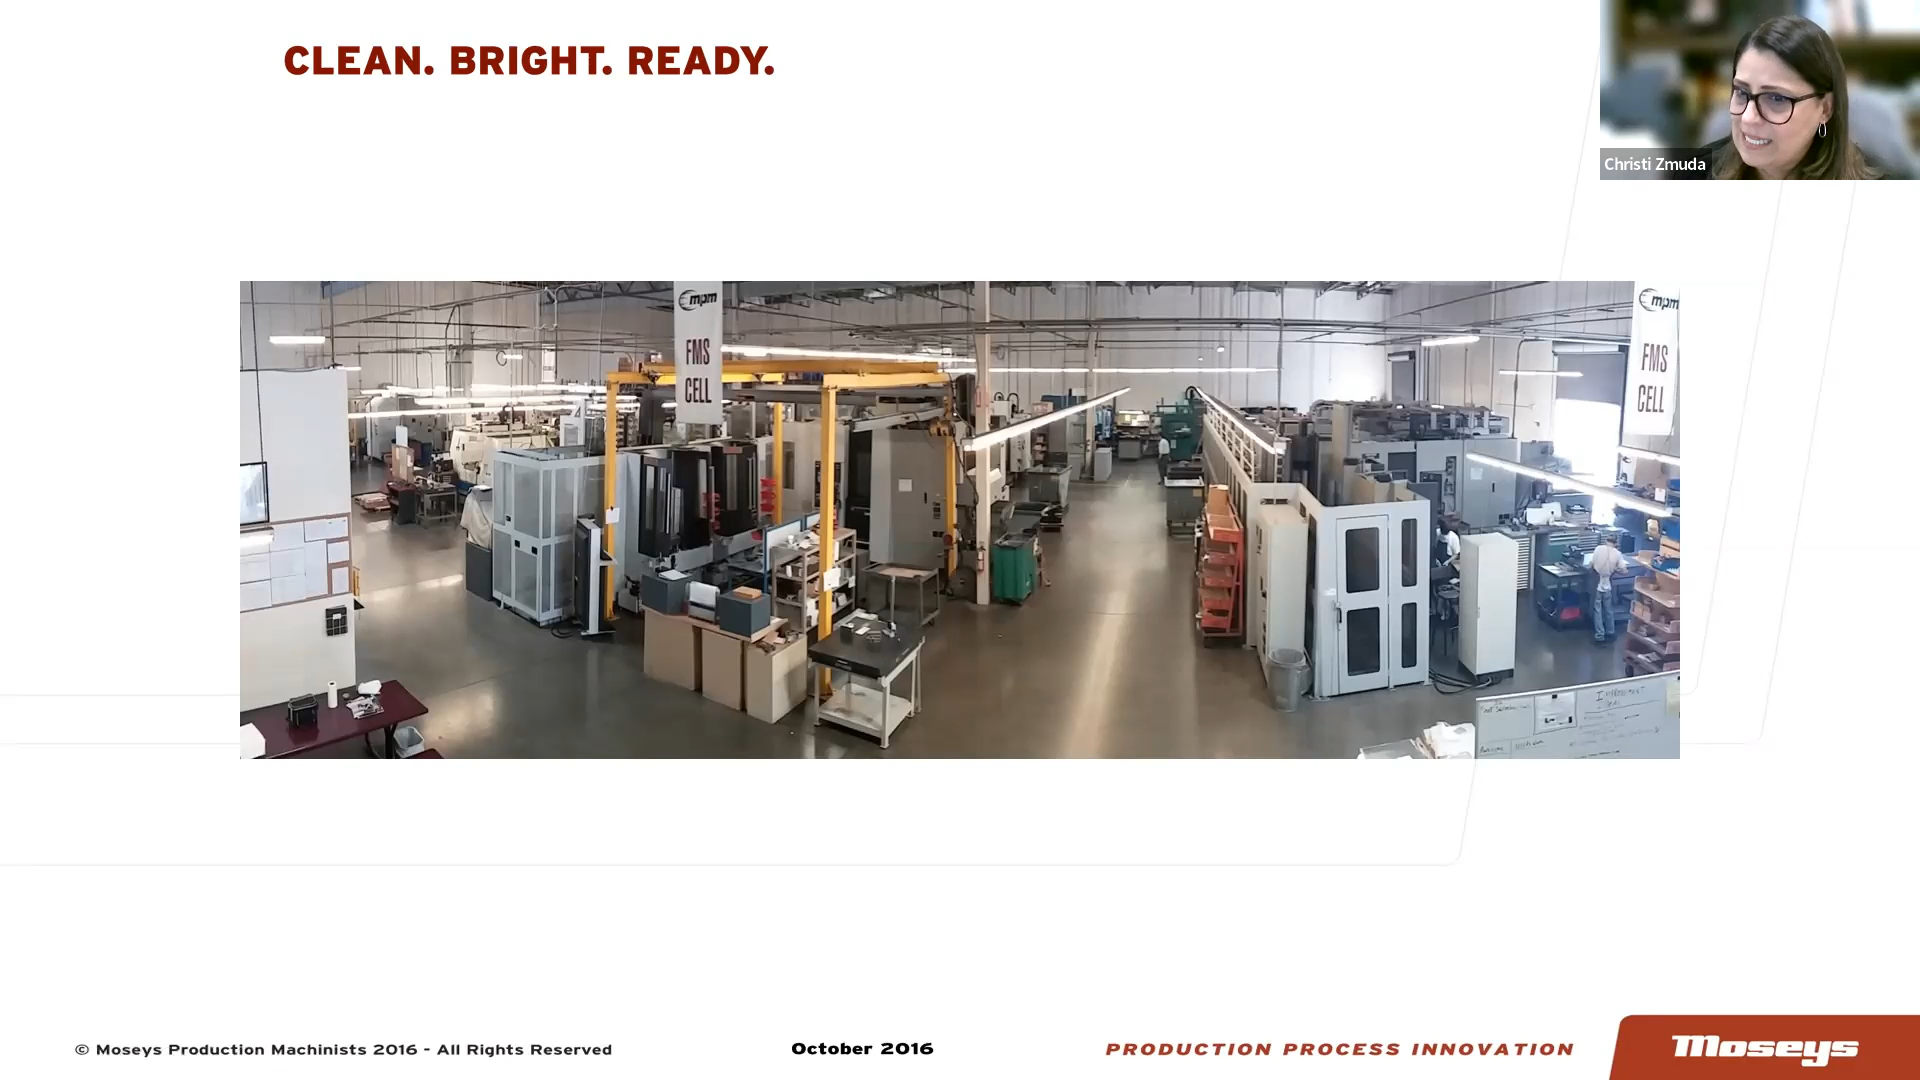 CLEAN. BRIGHT. READY.
Christi Zmuda
mpm
FMS
CELL
mpm
FMS
CELL
© Moseys Production Machinists 2016 - All Rights Reserved
October 2016
PRODUCTION PROCESS INNOVATION
Moseys